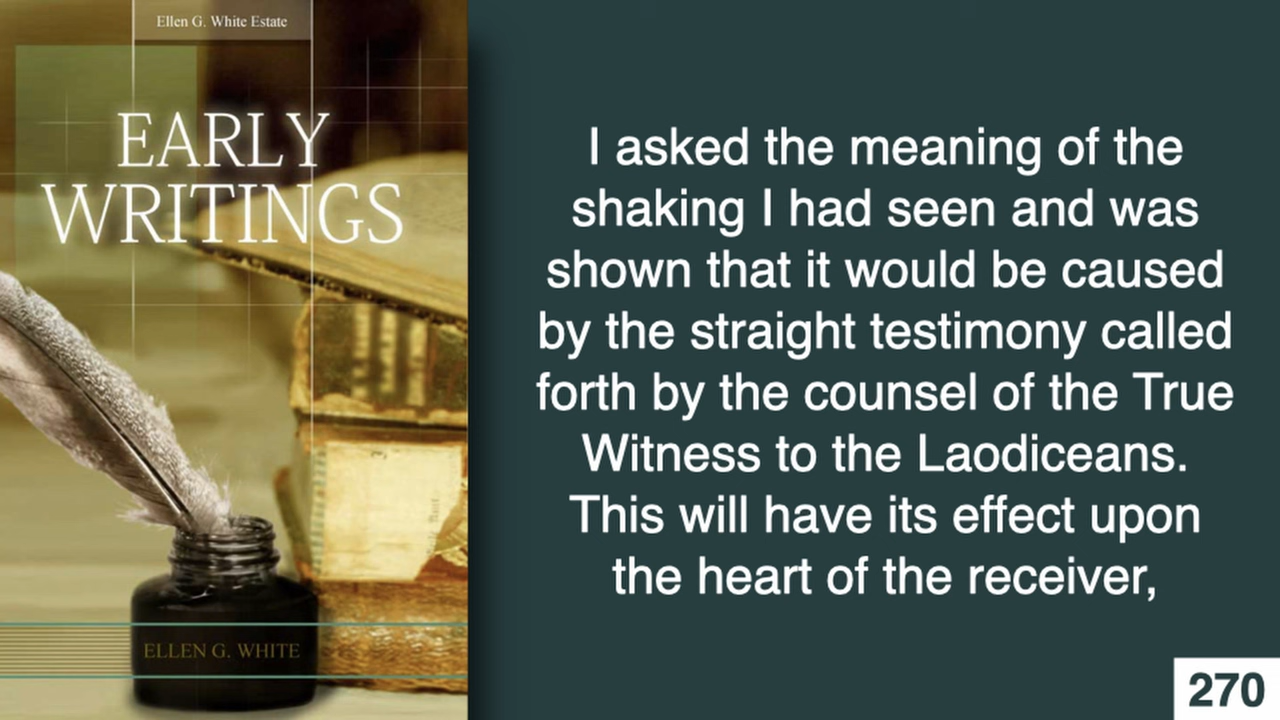 Ellen G. White Estate
EARLY
WRITINGS
ELLEN G. WHITE
I asked the meaning of the
shaking I had seen and was
shown that it would be caused
by the straight testimony called
forth by the counsel of the True
Witness to the Laodiceans.
This will have its effect upon
the heart of the receiver,
270